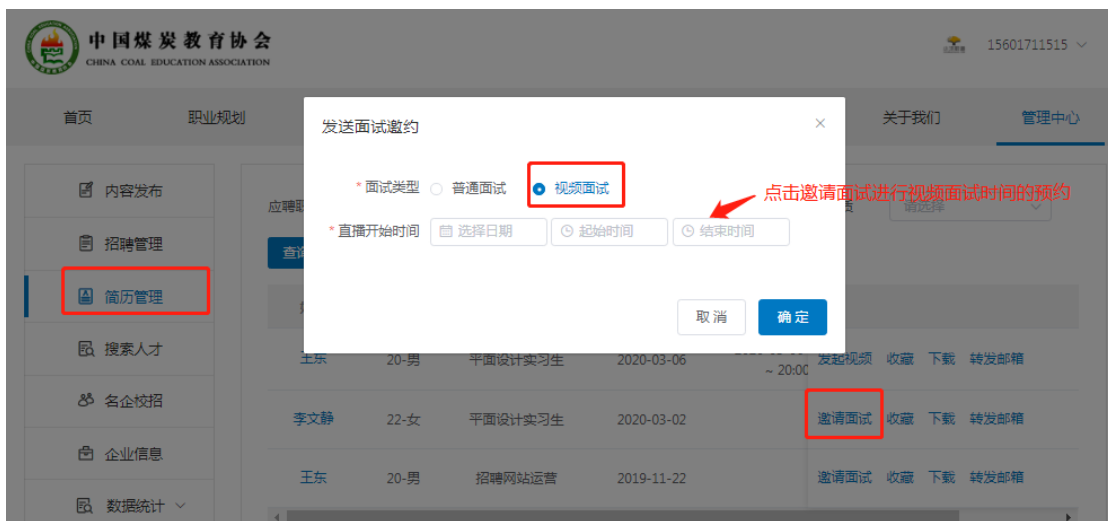 中国煤炭教育协会
CHINA COAL EDUCATION ASSOCIATION
15601711515
首页
职业规划
关于我们
管理中心
发送面试邀约
* 面试类型 普通面试 视频面试
点击邀请面试进行视频面试时间的预约
* 直播开始时间 选择日期 起始时间 结束时间
取消 确定
内容发布
招聘管理
简历管理
搜索人才
名企校招
企业信息
数据统计
应聘职
请选择
查询
王东 20-男 平面设计实习生 2020-03-06 ~ 20:00 发起视频 收藏 下载 转发邮箱
李文静 22-女 平面设计实习生 2020-03-02 邀请面试 收藏 下载 转发邮箱
王东 20-男 招聘网站运营 2019-11-22 邀请面试 收藏 下载 转发邮箱